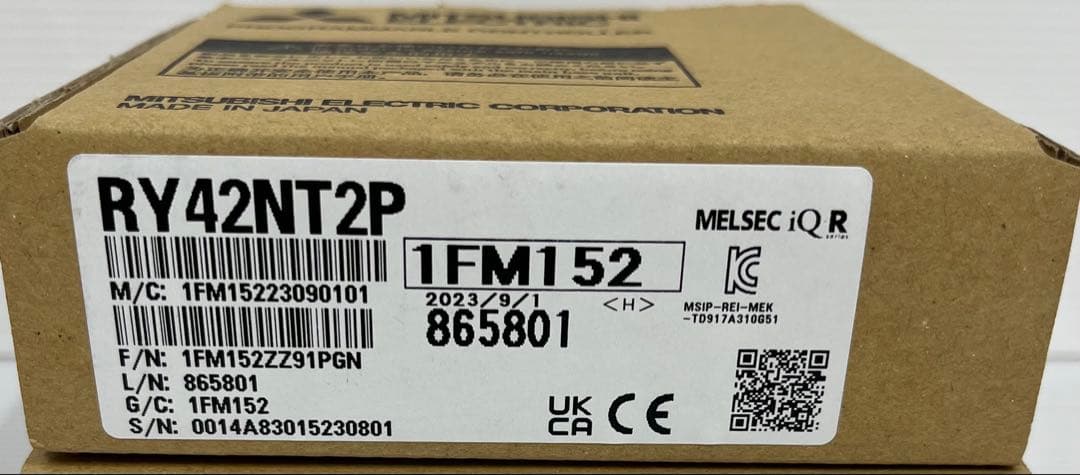 MITSUBISHI ELECTRIC CORPORATION
MADE IN JAPAN
RY42NT2P
MELSEC iQ R
series
1FM152
M/C: 1FM15223090101
2023/9/1 <H>
MSIP-REI-MEK
-TD917A310G51
865801
F/N: 1FM152ZZ91PGN
L/N: 865801
G/C: 1FM152
S/N: 0014A83015230801
UK
CA CE